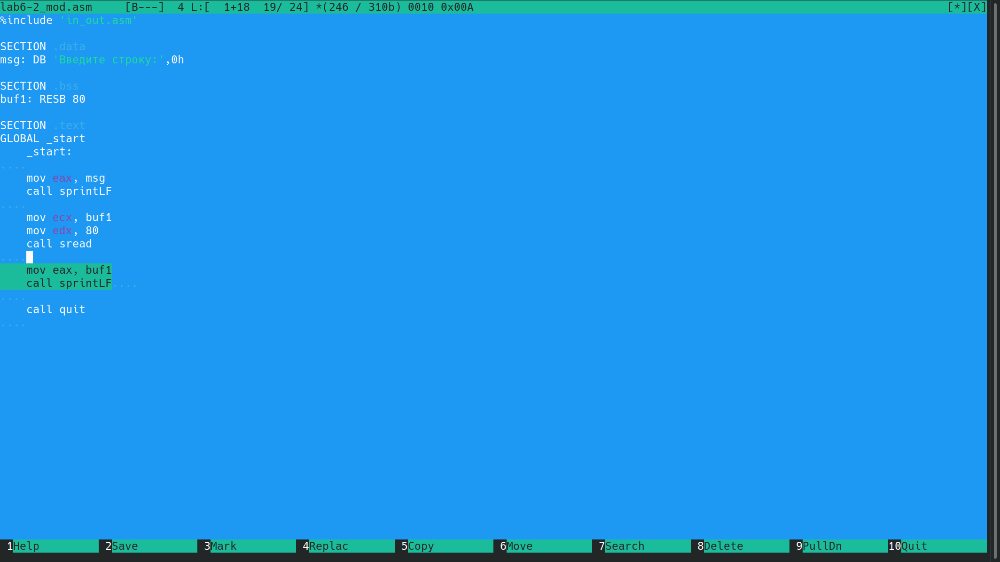 lab6-2_mod.asm     [B---]  4 L:[  1+18  19/ 24] *(246 / 310b) 0010 0x00A [*][X]
%include 'in_out.asm'
SECTION .data
msg: DB 'Введите строку:',0h
SECTION .bss
buf1: RESB 80
SECTION .text
GLOBAL _start
    _start:
....
    mov eax, msg
    call sprintLF
....
    mov ecx, buf1
    mov edx, 80
    call sread
....
    mov eax, buf1
    call sprintLF....
....
    call quit
....
1Help 2Save 3Mark 4Replac 5Copy 6Move 7Search 8Delete 9PullDn 10Quit